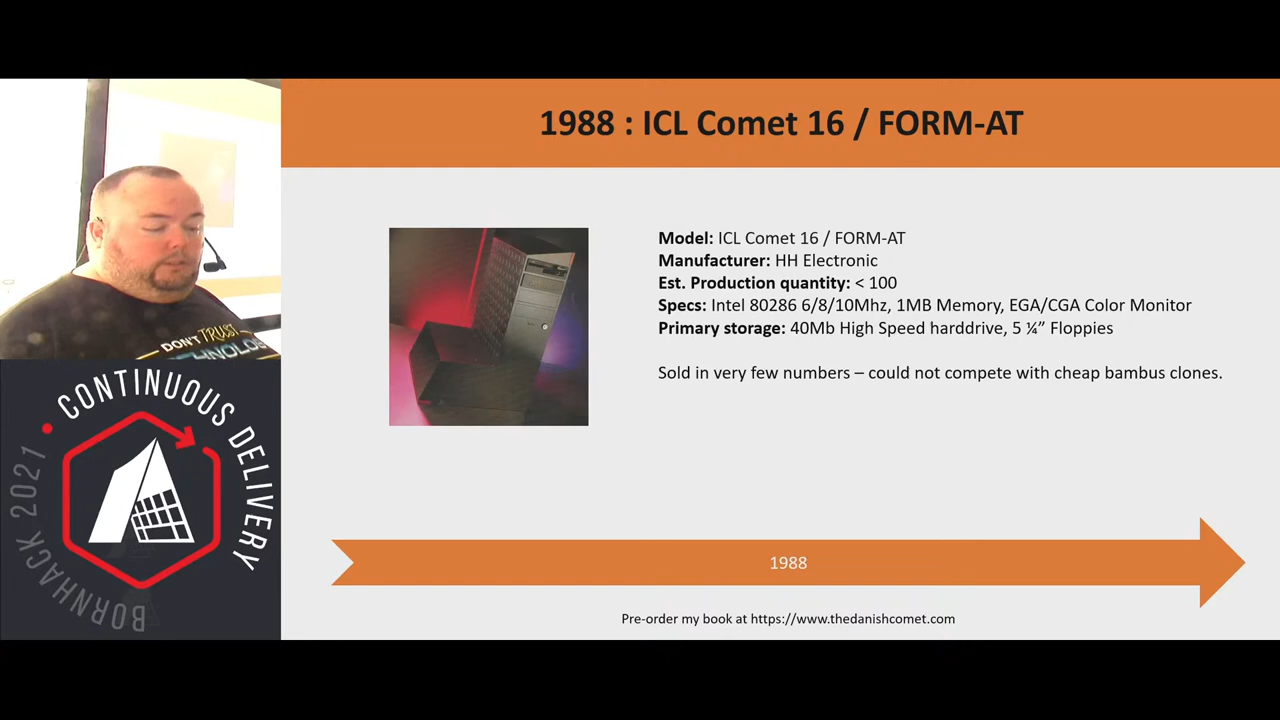 1988 : ICL Comet 16 / FORM-AT
Model: ICL Comet 16 / FORM-AT
Manufacturer: HH Electronic
Est. Production quantity: < 100
Specs: Intel 80286 6/8/10Mhz, 1MB Memory, EGA/CGA Color Monitor
Primary storage: 40Mb High Speed harddrive, 5 ¼” Floppies
Sold in very few numbers – could not compete with cheap bambus clones.
1988
Pre-order my book at https://www.thedanishcomet.com
DON'T TRUST
TECHNOLOG
CONTINUOUS DELIVERY
BORNHACK 2021